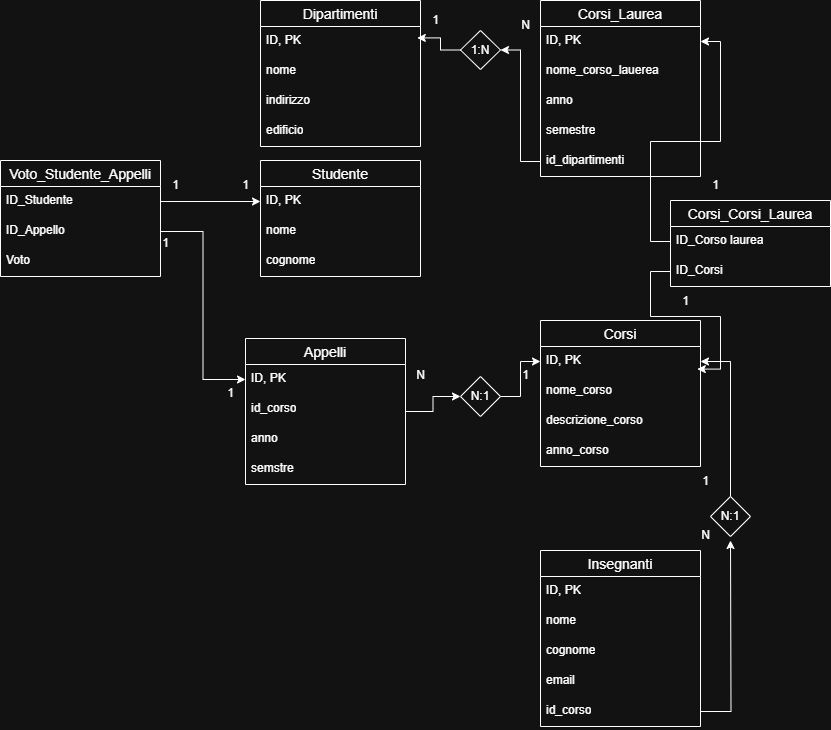 Dipartimenti
ID, PK
nome
indirizzo
edificio
1
1:N
N
Corsi_Laurea
ID, PK
nome_corso_lauerea
anno
semestre
id_dipartimenti
Voto_Studente_Appelli
ID_Studente
ID_Appello
Voto
1
1
1
Studente
ID, PK
nome
cognome
1
Corsi_Corsi_Laurea
ID_Corso laurea
ID_Corsi
1
Appelli
ID, PK
id_corso
anno
semstre
1
N
N:1
1
Corsi
ID, PK
nome_corso
descrizione_corso
anno_corso
1
N:1
N
Insegnanti
ID, PK
nome
cognome
email
id_corso